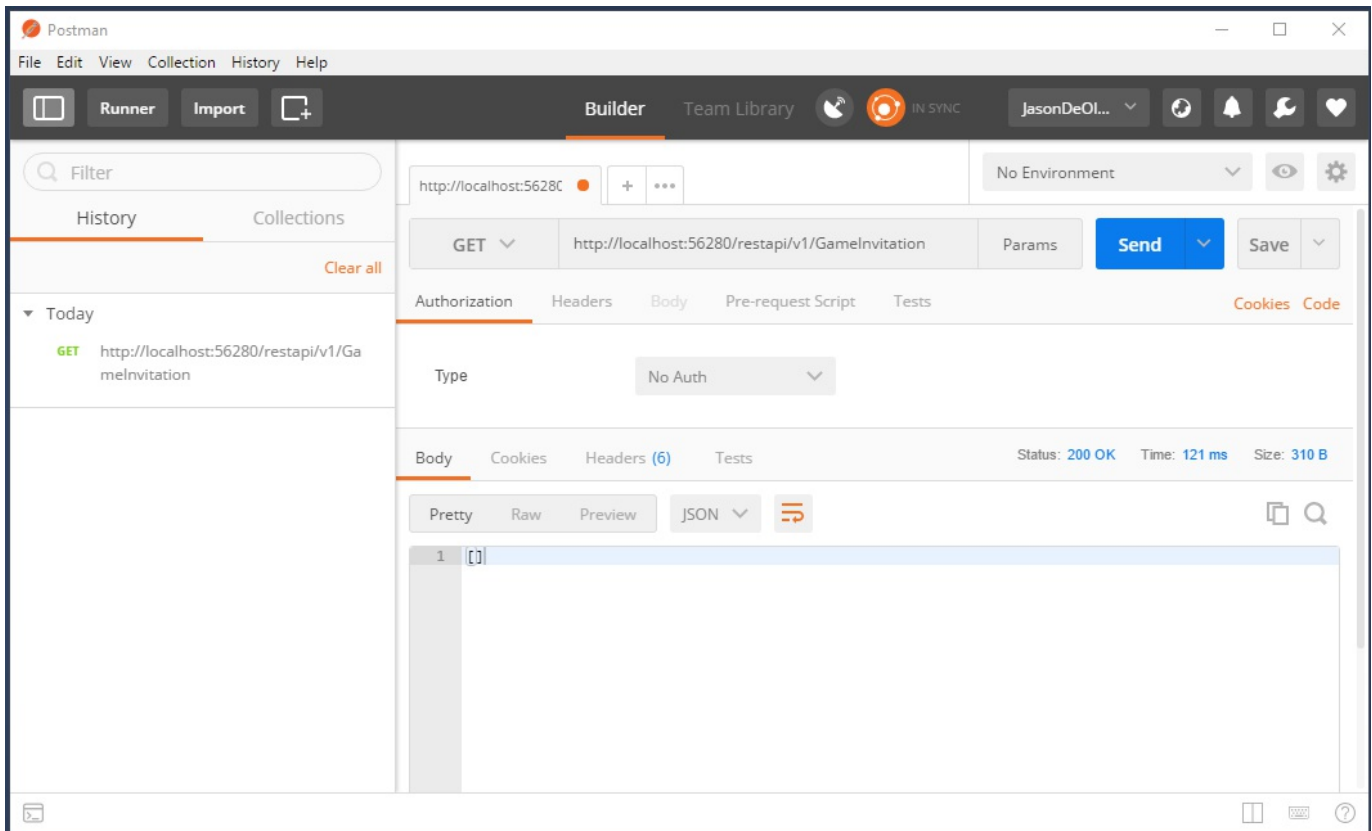 Postman
File Edit View Collection History Help
Runner Import Builder Team Library IN SYNC JasonDeOl...
Filter
History Collections
Clear all
Today
GET http://localhost:56280/restapi/v1/Ga
meInvitation
http://localhost:5628C + •••
No Environment
GET http://localhost:56280/restapi/v1/GameInvitation Params Send Save
Authorization Headers Body Pre-request Script Tests Cookies Code
Type No Auth
Body Cookies Headers (6) Tests Status: 200 OK Time: 121 ms Size: 310 B
Pretty Raw Preview JSON
1 []